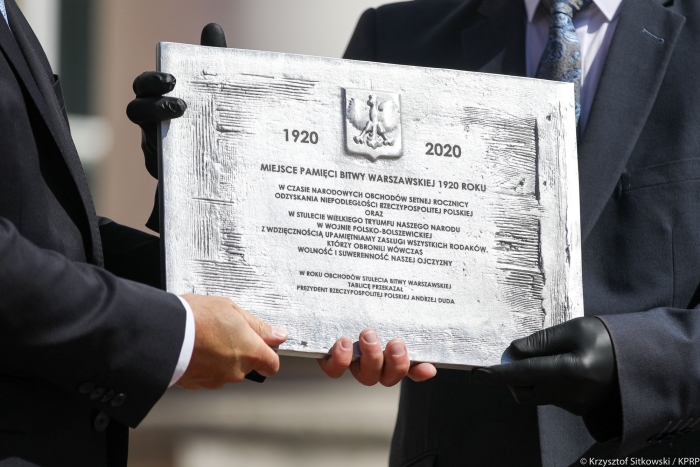 1920 2020
MIEJSCE PAMIĘCI BITWY WARSZAWSKIEJ 1920 ROKU
W CZASIE NARODOWYCH OBCHODÓW SETNEJ ROCZNICY
ODZYSKANIA NIEPODLEGŁOŚCI RZECZYPOSPOLITEJ POLSKIEJ
ORAZ
W STULECIE WIELKIEGO TRYUMFU NASZEGO NARODU
W WOJNIE POLSKO-BOLSZEWICKIEJ
Z WDZIĘCZNOŚCIĄ UPAMIĘTNIAMY ZASŁUGI WSZYSTKICH RODAKÓW,
KTÓRZY OBRONILI WÓWCZAS
WOLNOŚĆ I SUWERENNOŚĆ NASZEJ OJCZYZNY
W ROKU OBCHODÓW STULECIA BITWY WARSZAWSKIEJ
TABLICĘ PRZEKAZAŁ
PREZYDENT RZECZYPOSPOLITEJ POLSKIEJ ANDRZEJ DUDA
© Krzysztof Sitkowski / KPRP